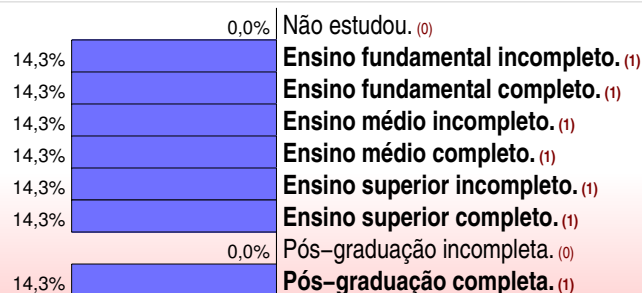 0,0% Não estudou. (0)
14,3% Ensino fundamental incompleto. (1)
14,3% Ensino fundamental completo. (1)
14,3% Ensino médio incompleto. (1)
14,3% Ensino médio completo. (1)
14,3% Ensino superior incompleto. (1)
14,3% Ensino superior completo. (1)
0,0% Pós−graduação incompleta. (0)
14,3% Pós−graduação completa. (1)